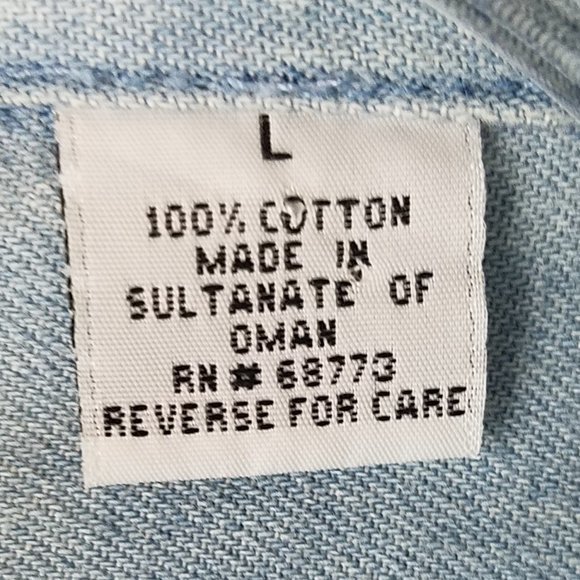 L
100% COTTON
MADE IN
SULTANATE OF
OMAN
RN # 68773
REVERSE FOR CARE